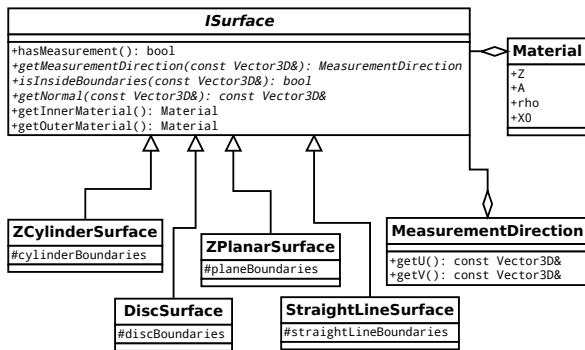 ISurface
+hasMeasurement(): bool
+getMeasurementDirection(const Vector3D&): MeasurementDirection
+isInsideBoundaries(const Vector3D&): bool
+getNormal(const Vector3D&): const Vector3D&
+getInnerMaterial(): Material
+getOuterMaterial(): Material
Material
+Z
+A
+rho
+X0
ZCylinderSurface
#cylinderBoundaries
ZPlanarSurface
#planeBoundaries
MeasurementDirection
+getU(): const Vector3D&
+getV(): const Vector3D&
DiscSurface
#discBoundaries
StraightLineSurface
#straightLineBoundaries